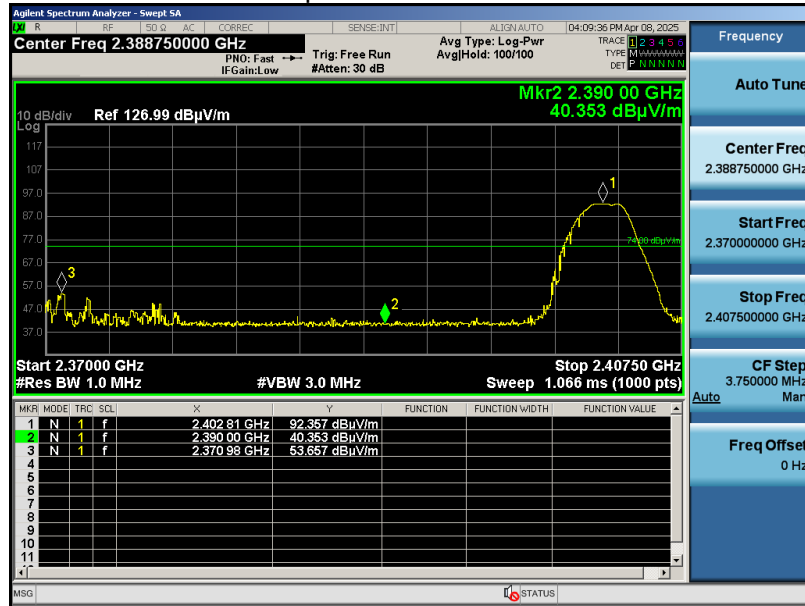 Agilent Spectrum Analyzer - Swept SA
LXI R RF 50 Ω AC CORREC SENSE:INT ALIGN AUTO 04:09:36 PM Apr 08, 2025
Center Freq 2.388750000 GHz
PNO: Fast
IFGain:Low
Trig: Free Run
#Atten: 30 dB
Avg Type: Log-Pwr
Avg|Hold: 100/100
TRACE 1 2 3 4 5 6
TYPE M
DET P N N N N N
Mkr2 2.390 00 GHz
40.353 dBµV/m
10 dB/div Ref 126.99 dBµV/m
Log
117
107
97.0
87.0
77.0
67.0
57.0
47.0
37.0
1
74.00 dBµV/m
3
2
Start 2.37000 GHz Stop 2.40750 GHz
#Res BW 1.0 MHz #VBW 3.0 MHz Sweep 1.066 ms (1000 pts)
MKR MODE TRC SCL X Y FUNCTION FUNCTION WIDTH FUNCTION VALUE
1 N 1 f 2.402 81 GHz 92.357 dBµV/m
2 N 1 f 2.390 00 GHz 40.353 dBµV/m
3 N 1 f 2.370 98 GHz 53.657 dBµV/m
4
5
6
7
8
9
10
11
MSG STATUS
Frequency
Auto Tune
Center Freq
2.388750000 GHz
Start Freq
2.370000000 GHz
Stop Freq
2.407500000 GHz
CF Step
3.750000 MHz
Auto Man
Freq Offset
0 Hz